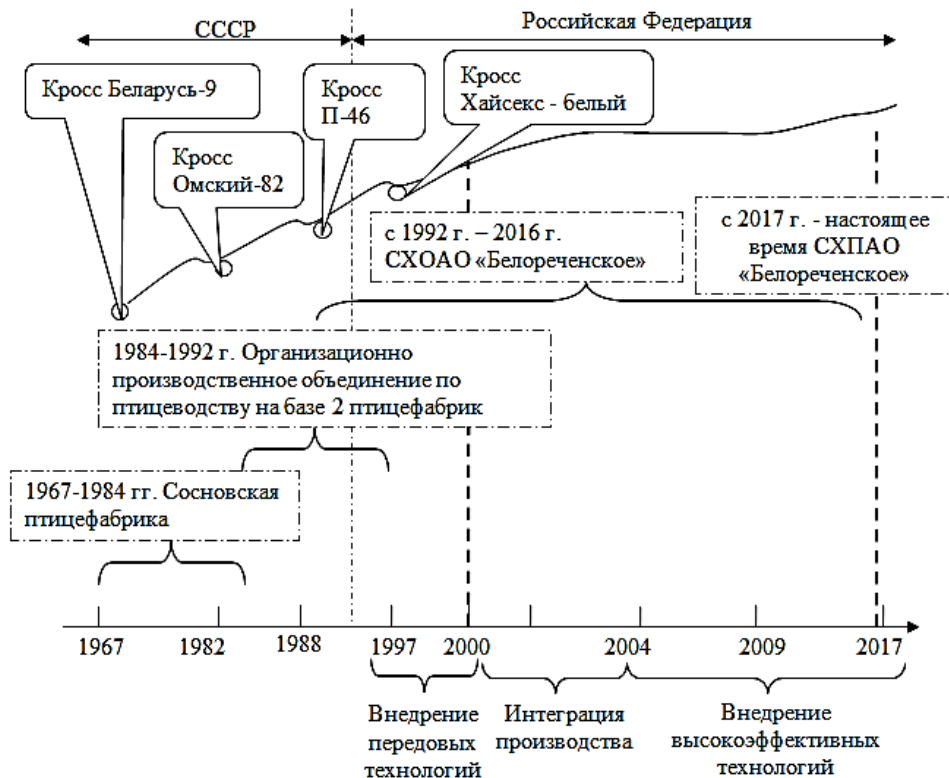 СССР
Российская Федерация
Кросс Беларусь-9
Кросс
П-46
Кросс
Хайсекс - белый
Кросс
Омский-82
с 1992 г. – 2016 г.
СХОАО «Белореченское»
с 2017 г. - настоящее
время СХПАО
«Белореченское»
1984-1992 г. Организационно
производственное объединение по
птицеводству на базе 2 птицефабрик
1967-1984 гг. Сосновская
птицефабрика
1967
1982
1988
1997
2000
2004
2009
2017
Внедрение
передовых
технологий
Интеграция
производства
Внедрение
высокоэффективных
технологий